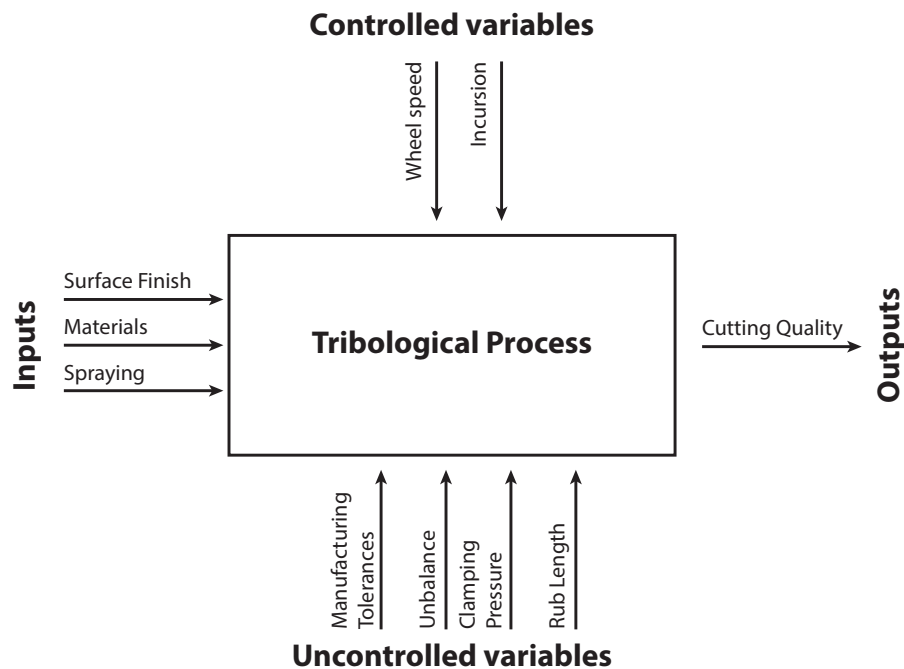 Controlled variables
Wheel speed
Incursion
Inputs
Surface Finish
Materials
Spraying
Tribological Process
Cutting Quality
Outputs
Manufacturing
Tolerances
Unbalance
Clamping
Pressure
Rub Length
Uncontrolled variables